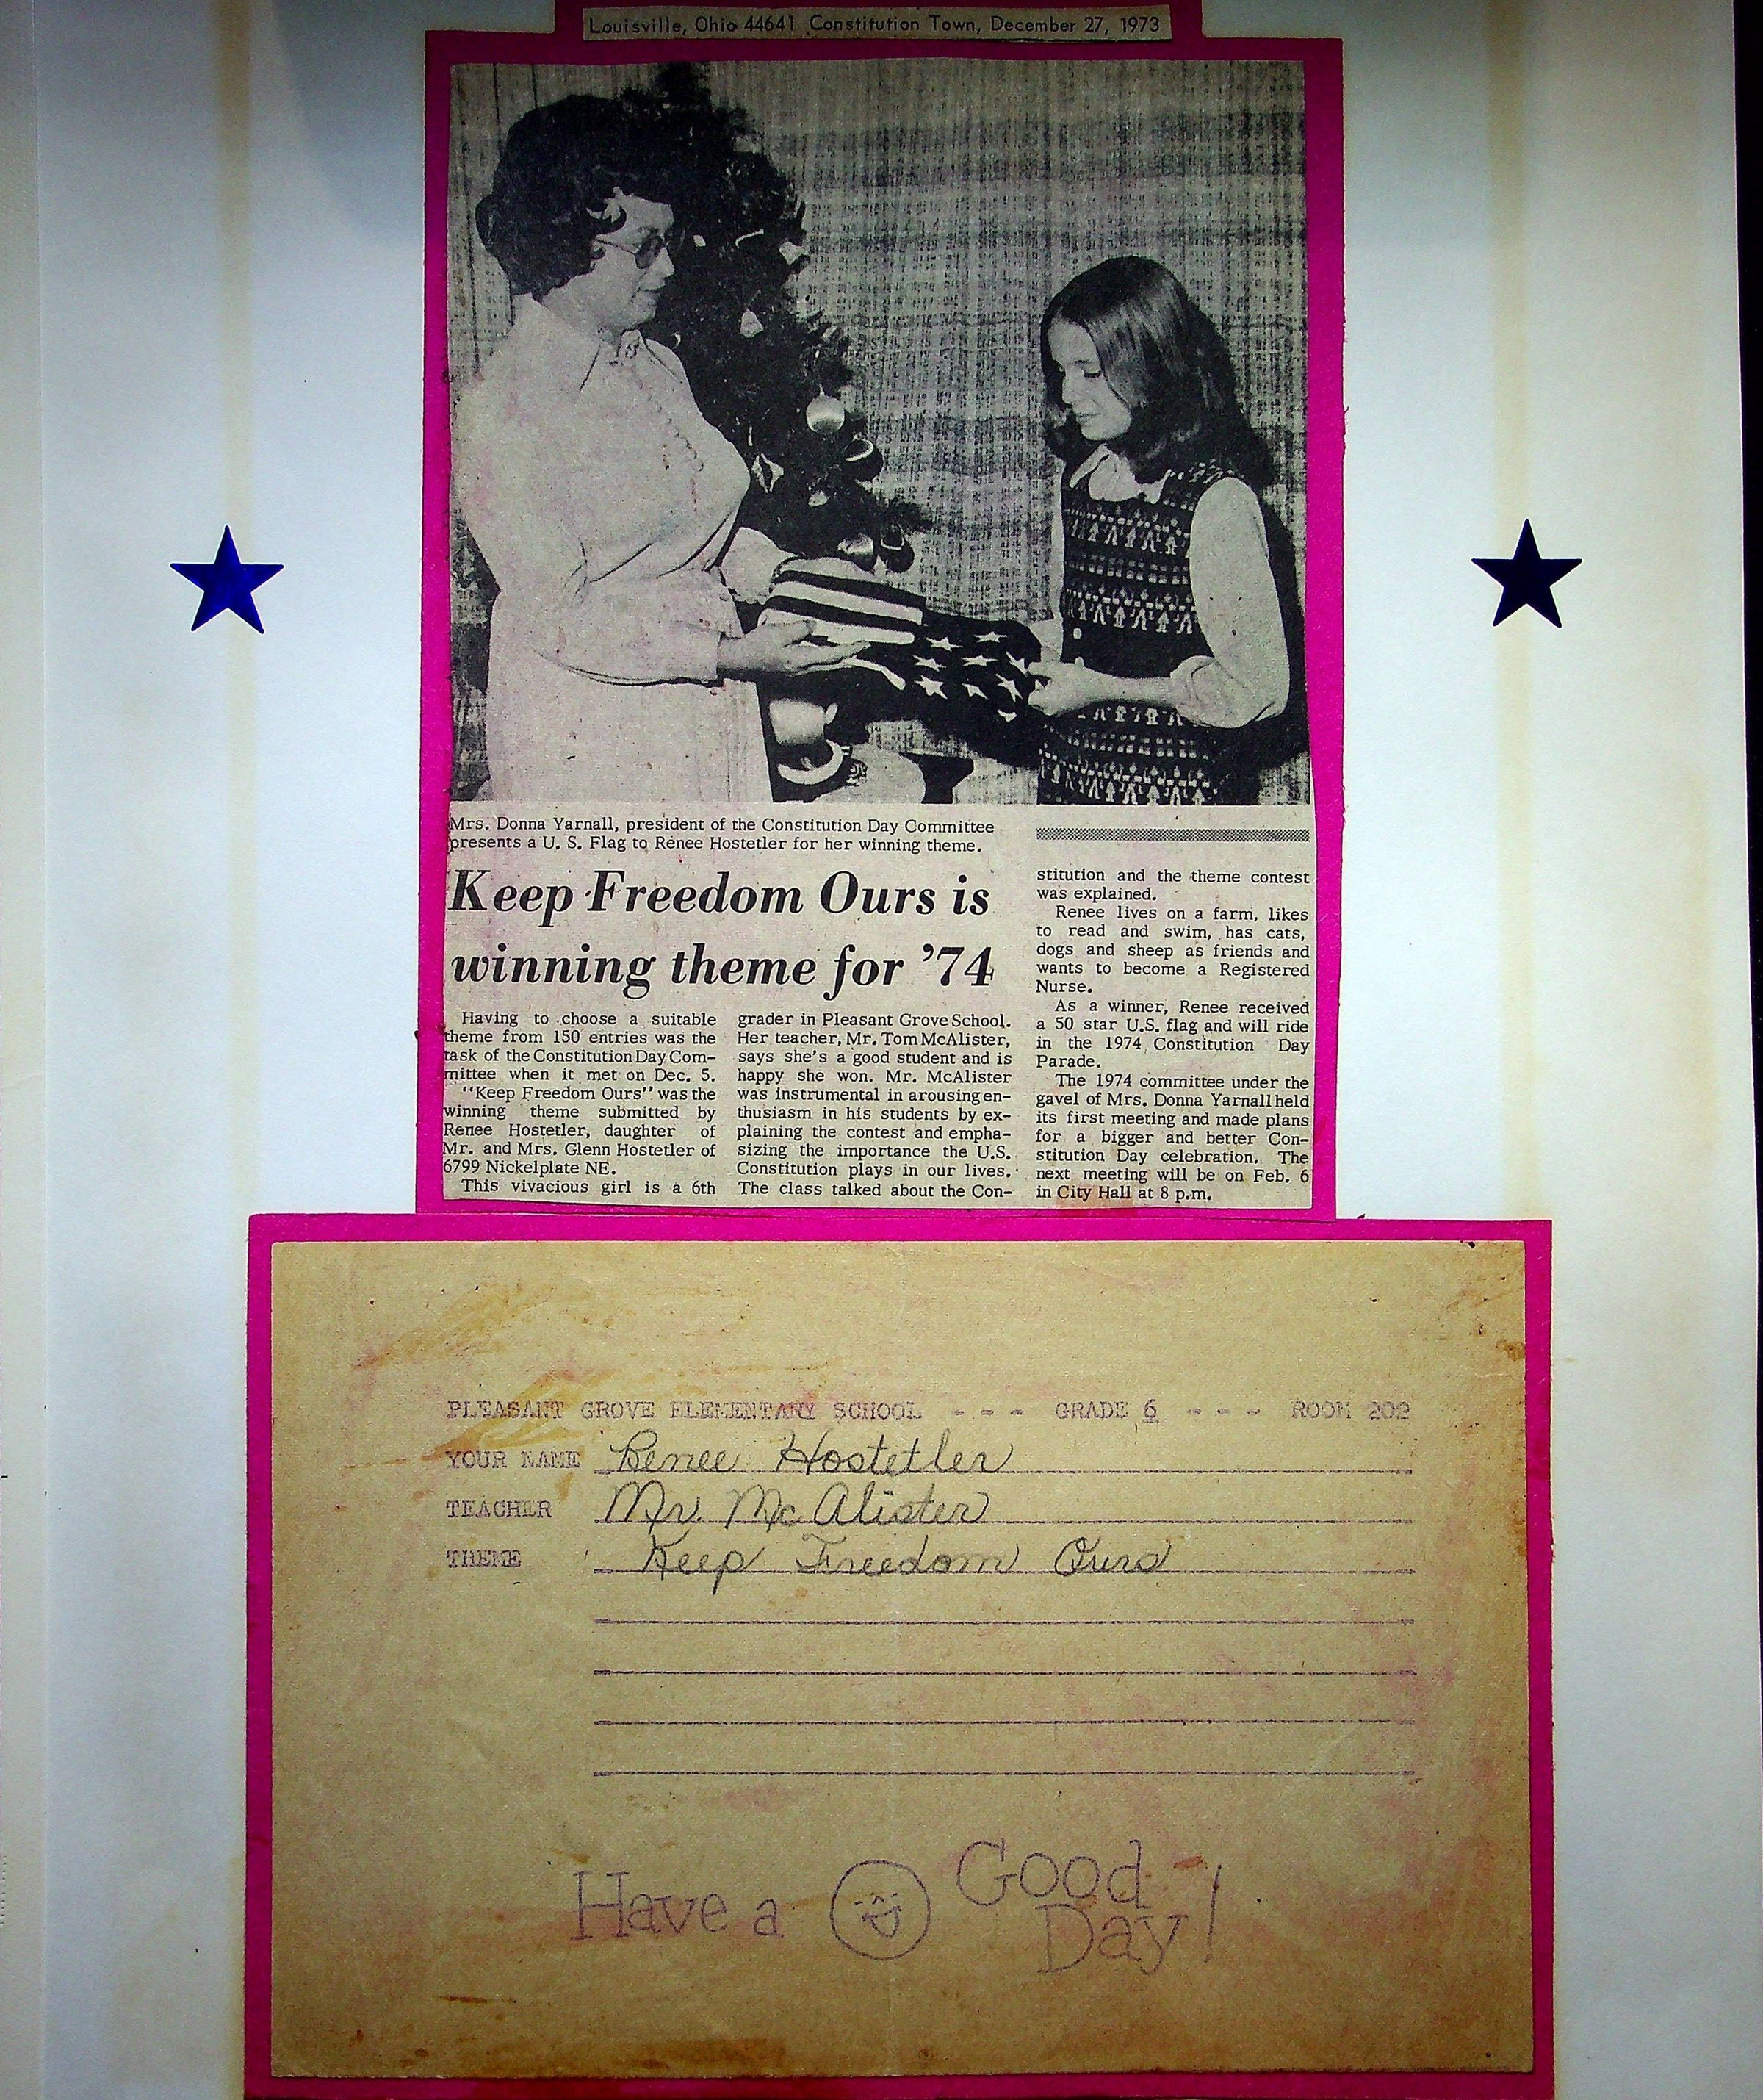 Louisville, Ohio 44641 Constitution Town, December 27, 1973
Mrs. Donna Yarnall, president of the Constitution Day Committee
presents a U. S. Flag to Renee Hostetler for her winning theme.
Keep Freedom Ours is
winning theme for '74
Having to choose a suitable
theme from 150 entries was the
task of the Constitution Day Com-
mittee when it met on Dec. 5.
"Keep Freedom Ours" was the
winning theme submitted by
Renee Hostetler, daughter of
Mr. and Mrs. Glenn Hostetler of
6799 Nickelplate NE.
This vivacious girl is a 6th
grader in Pleasant Grove School.
Her teacher, Mr. Tom McAlister,
says she's a good student and is
happy she won. Mr. McAlister
was instrumental in arousing en-
thusiasm in his students by ex-
plaining the contest and empha-
sizing the importance the U.S.
Constitution plays in our lives.
The class talked about the Con-
stitution and the theme contest
was explained.
Renee lives on a farm, likes
to read and swim, has cats,
dogs and sheep as friends and
wants to become a Registered
Nurse.
As a winner, Renee received
a 50 star U.S. flag and will ride
in the 1974 Constitution Day
Parade.
The 1974 committee under the
gavel of Mrs. Donna Yarnall held
its first meeting and made plans
for a bigger and better Con-
stitution Day celebration. The
next meeting will be on Feb. 6
in City Hall at 8 p.m.
PLEASANT GROVE ELEMENTARY SCHOOL - - - GRADE 6 - - - ROOM 202
YOUR NAME Renee Hostetler
TEACHER Mr. McAlister
THEME Keep Freedom Ours
Have a Good
Day!